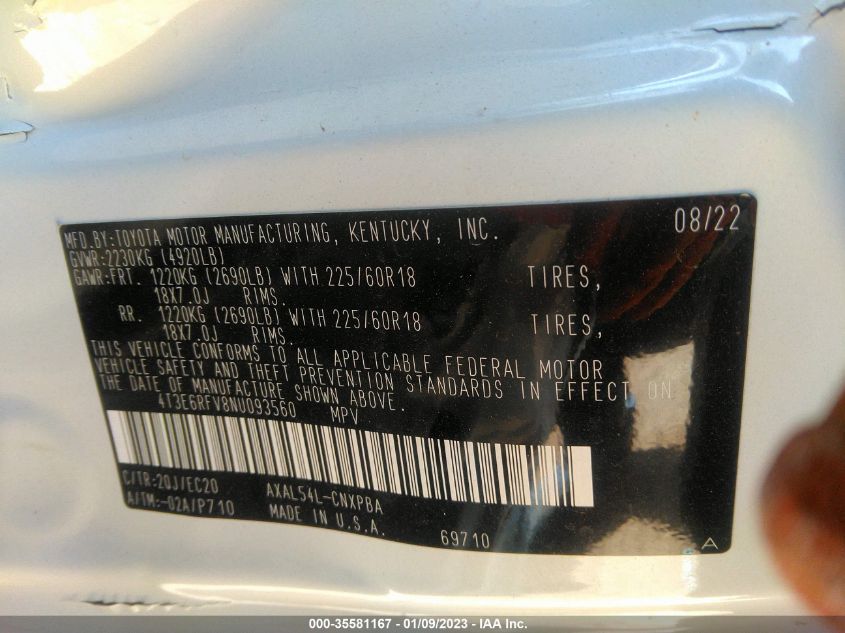 MFD.BY:TOYOTA MOTOR MANUFACTURING, KENTUCKY, INC. 08/22
GVWR:2230KG (4920LB)
GAWR:FRT. 1220KG (2690LB) WITH 225/60R18 TIRES,
18X7.0J RIMS.
RR. 1220KG (2690LB) WITH 225/60R18 TIRES,
18X7.0J RIMS.
THIS VEHICLE CONFORMS TO ALL APPLICABLE FEDERAL MOTOR
VEHICLE SAFETY AND THEFT PREVENTION STANDARDS IN EFFECT ON
THE DATE OF MANUFACTURE SHOWN ABOVE.
4T3E6RFV8NU093560 MPV
C/TR:20J/EC20 AXAL54L-CNXPBA
A/TM:-02A/P710 MADE IN U.S.A.
69710 A
000-35581167 - 01/09/2023 - IAA Inc.